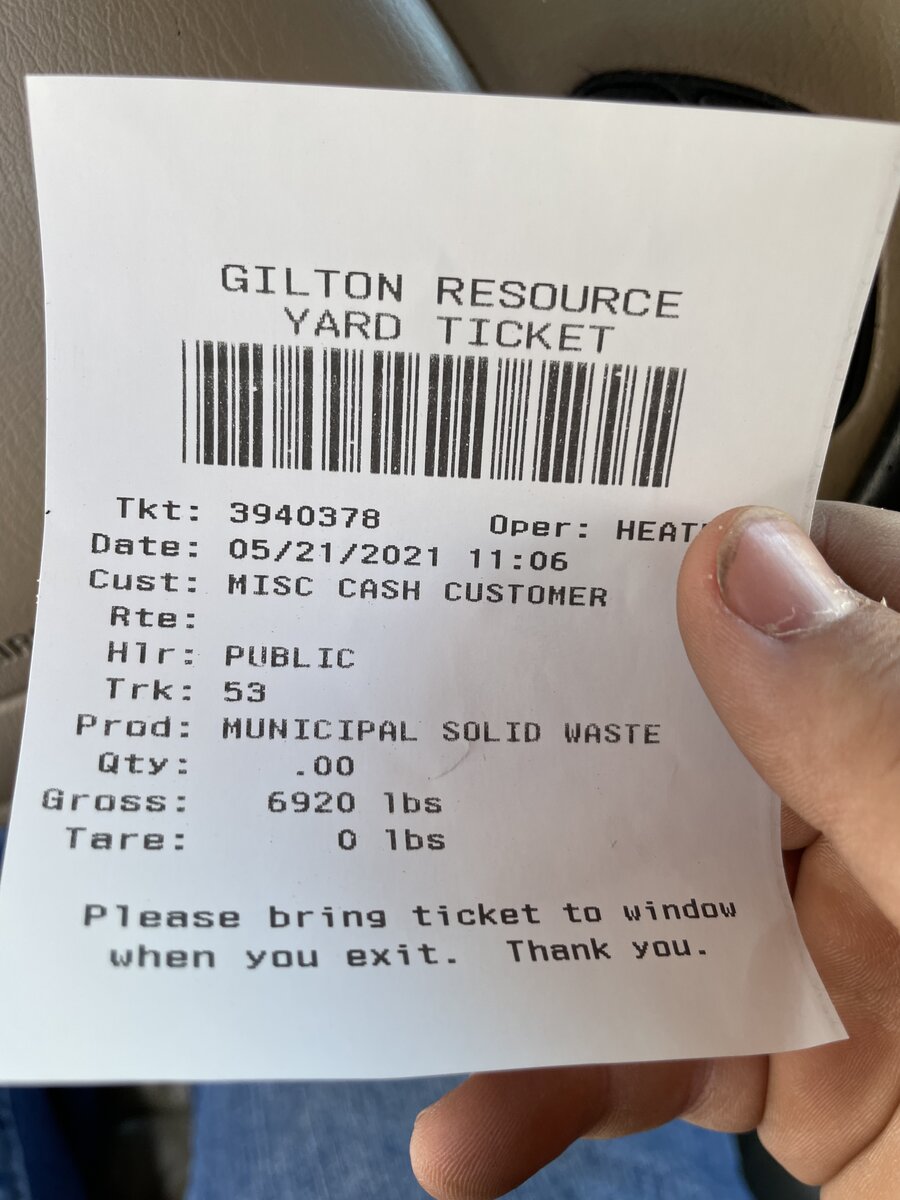 GILTON RESOURCE
YARD TICKET
Tkt: 3940378 Oper:
Date: 05/21/2021 11:06
Cust: MISC CASH CUSTOMER
Rte:
Hlr: PUBLIC
Trk: 53
Prod: MUNICIPAL SOLID WASTE
Qty: .00
Gross: 6920 lbs
Tare: 0 lbs
Please bring ticket to window
when you exit. Thank you.